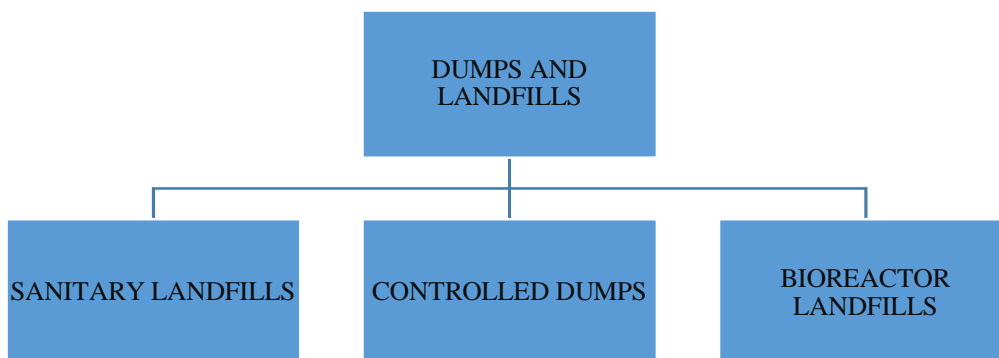 DUMPS AND
LANDFILLS
SANITARY LANDFILLS
CONTROLLED DUMPS
BIOREACTOR
LANDFILLS